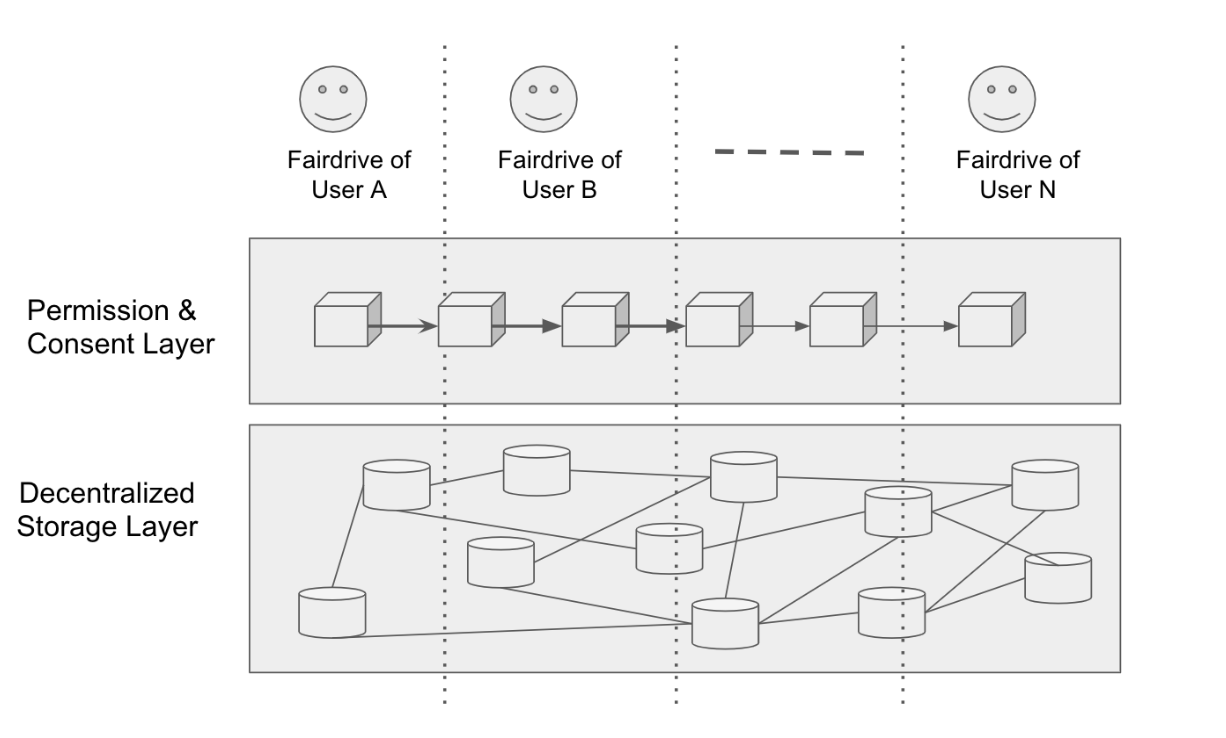 Fairdrive of
User A
Fairdrive of
User B
Fairdrive of
User N
Permission &
Consent Layer
Decentralized
Storage Layer